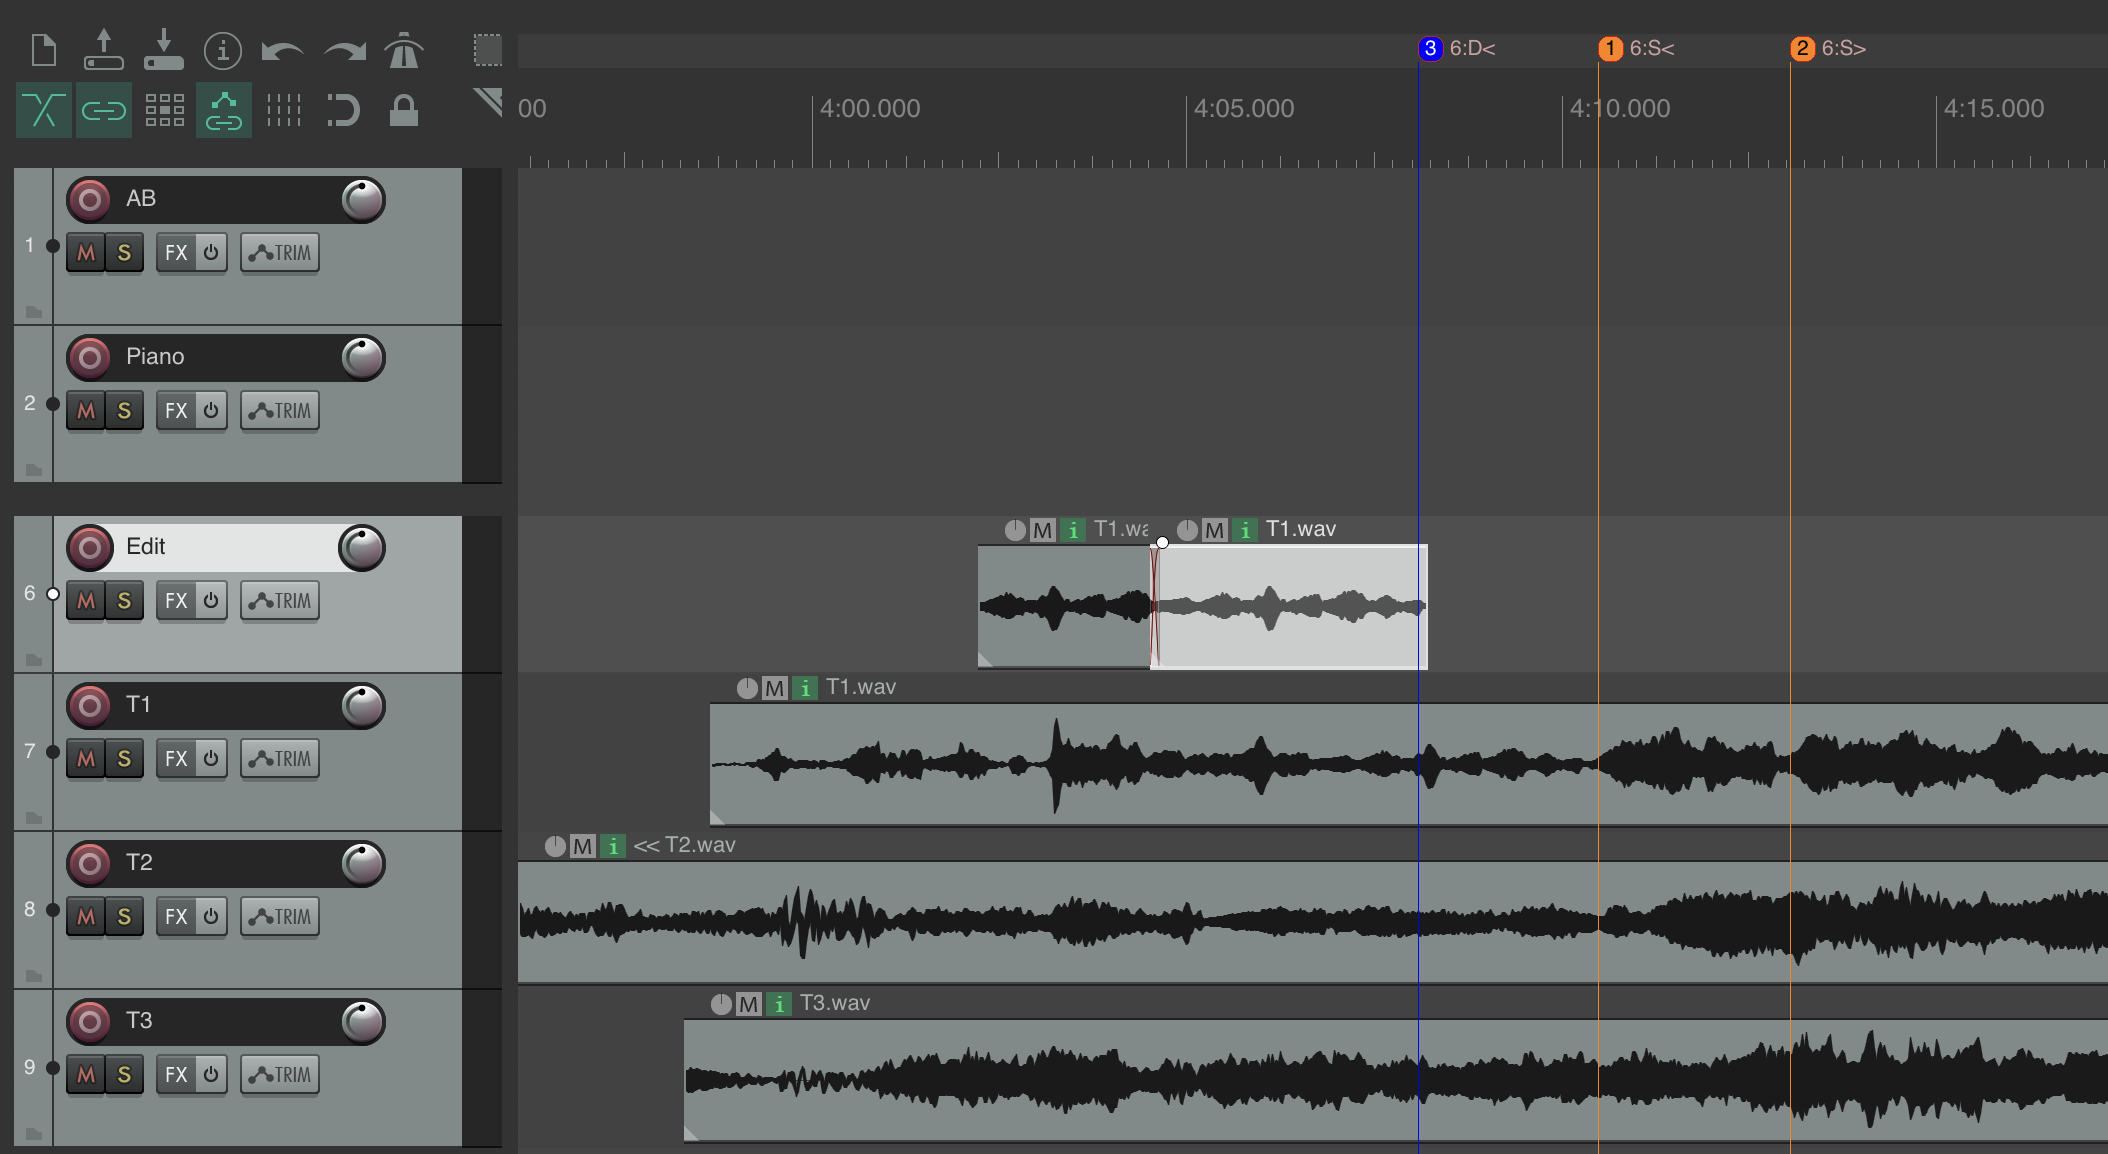 3 6:D< 1 6:S< 2 6:S>
00 4:00.000 4:05.000 4:10.000 4:15.000
AB
1 M S FX TRIM
Piano
2 M S FX TRIM
M i T1.wa M i T1.wav
Edit
6 M S FX TRIM
M i T1.wav
T1
7 M S FX TRIM
M i << T2.wav
T2
8 M S FX TRIM
M i T3.wav
T3
9 M S FX TRIM